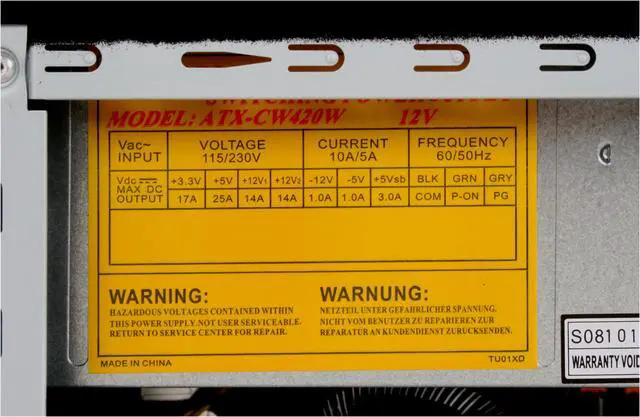 MODEL: ATX-CW420W 12V
Vac~ INPUT VOLTAGE 115/230V CURRENT 10A/5A FREQUENCY 60/50Hz
Vdc MAX DC OUTPUT +3.3V +5V +12V1 +12V2 -12V -5V +5Vsb BLK GRN GRY
17A 25A 14A 14A 1.0A 1.0A 3.0A COM P-ON PG
WARNING:
HAZARDOUS VOLTAGES CONTAINED WITHIN
THIS POWER SUPPLY. NOT USER SERVICEABLE.
RETURN TO SERVICE CENTER FOR REPAIR.
WARNUNG:
NETZTEIL UNTER GEFAHRLICHER SPANNUNG.
NICHT VOM BENUTZER ZU REPARIEREN ZUR
REPARATUR AN KUNDENDIENST ZURUCKSENDEN.
MADE IN CHINA TU01XD
S08101
WARRANTY VOID